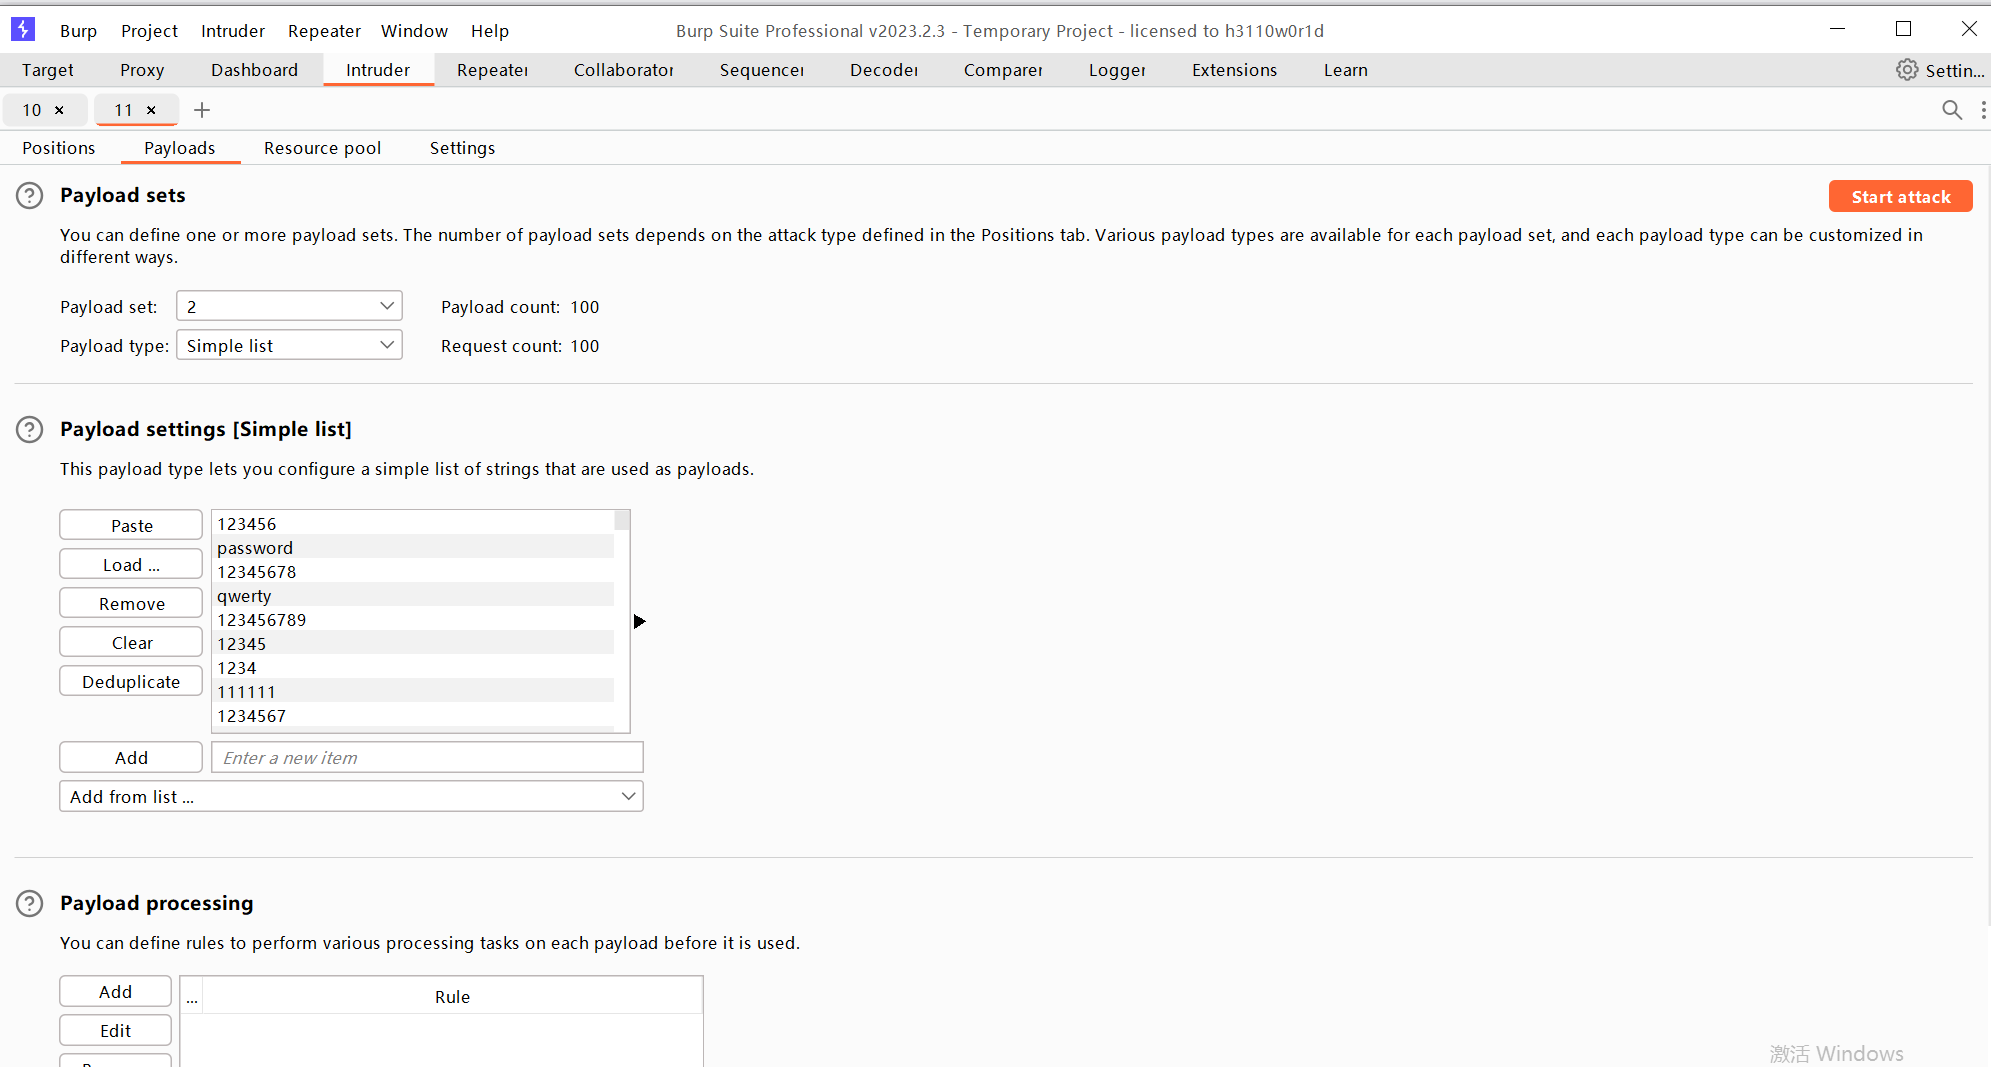 Burp Project Intruder Repeater Window Help Burp Suite Professional v2023.2.3 - Temporary Project - licensed to h3110w0r1d
Target Proxy Dashboard Intruder Repeater Collaborator Sequencer Decoder Comparer Logger Extensions Learn Settin...
10 × 11 × +
Positions Payloads Resource pool Settings
? Payload sets Start attack
You can define one or more payload sets. The number of payload sets depends on the attack type defined in the Positions tab. Various payload types are available for each payload set, and each payload type can be customized in
different ways.
Payload set: 2 Payload count: 100
Payload type: Simple list Request count: 100
? Payload settings [Simple list]
This payload type lets you configure a simple list of strings that are used as payloads.
Paste
Load ...
Remove
Clear
Deduplicate
123456
password
12345678
qwerty
123456789
12345
1234
111111
1234567
Add Enter a new item
Add from list ...
? Payload processing
You can define rules to perform various processing tasks on each payload before it is used.
Add ... Rule
Edit
激活 Windows